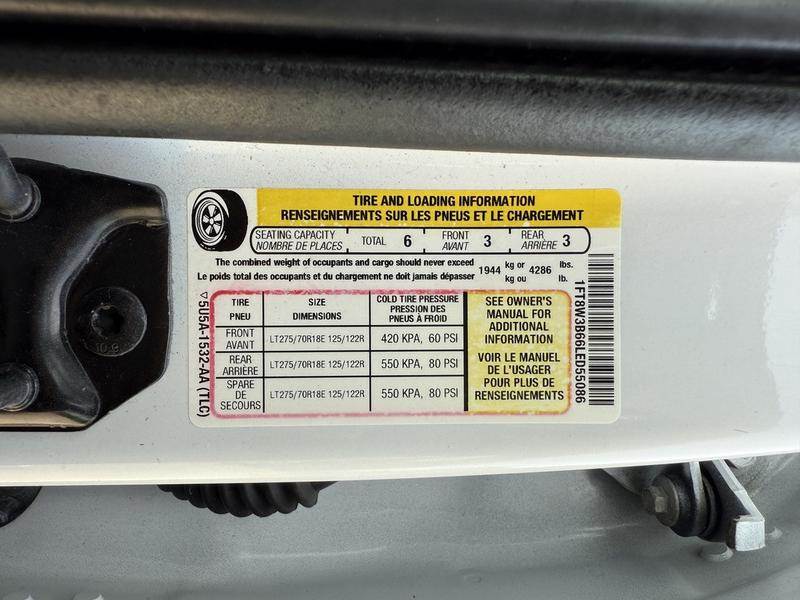 TIRE AND LOADING INFORMATION
RENSEIGNEMENTS SUR LES PNEUS ET LE CHARGEMENT
SEATING CAPACITY
NOMBRE DE PLACES
TOTAL 6
FRONT
AVANT 3
REAR
ARRIÈRE 3
The combined weight of occupants and cargo should never exceed
Le poids total des occupants et du chargement ne doit jamais dépasser
1944 kg or 4286 lbs.
kg ou lb.
TIRE
PNEU
SIZE
DIMENSIONS
COLD TIRE PRESSURE
PRESSION DES
PNEUS A FROID
FRONT
AVANT
LT275/70R18E 125/122R
420 KPA, 60 PSI
REAR
ARRIÈRE
LT275/70R18E 125/122R
550 KPA, 80 PSI
SPARE
DE
SECOURS
LT275/70R18E 125/122R
550 KPA, 80 PSI
SEE OWNER'S
MANUAL FOR
ADDITIONAL
INFORMATION
VOIR LE MANUEL
DE L'USAGER
POUR PLUS DE
RENSEIGNEMENTS
5U5A-1532-AA (TLC)
1FT8W3B66LED55086
10.9